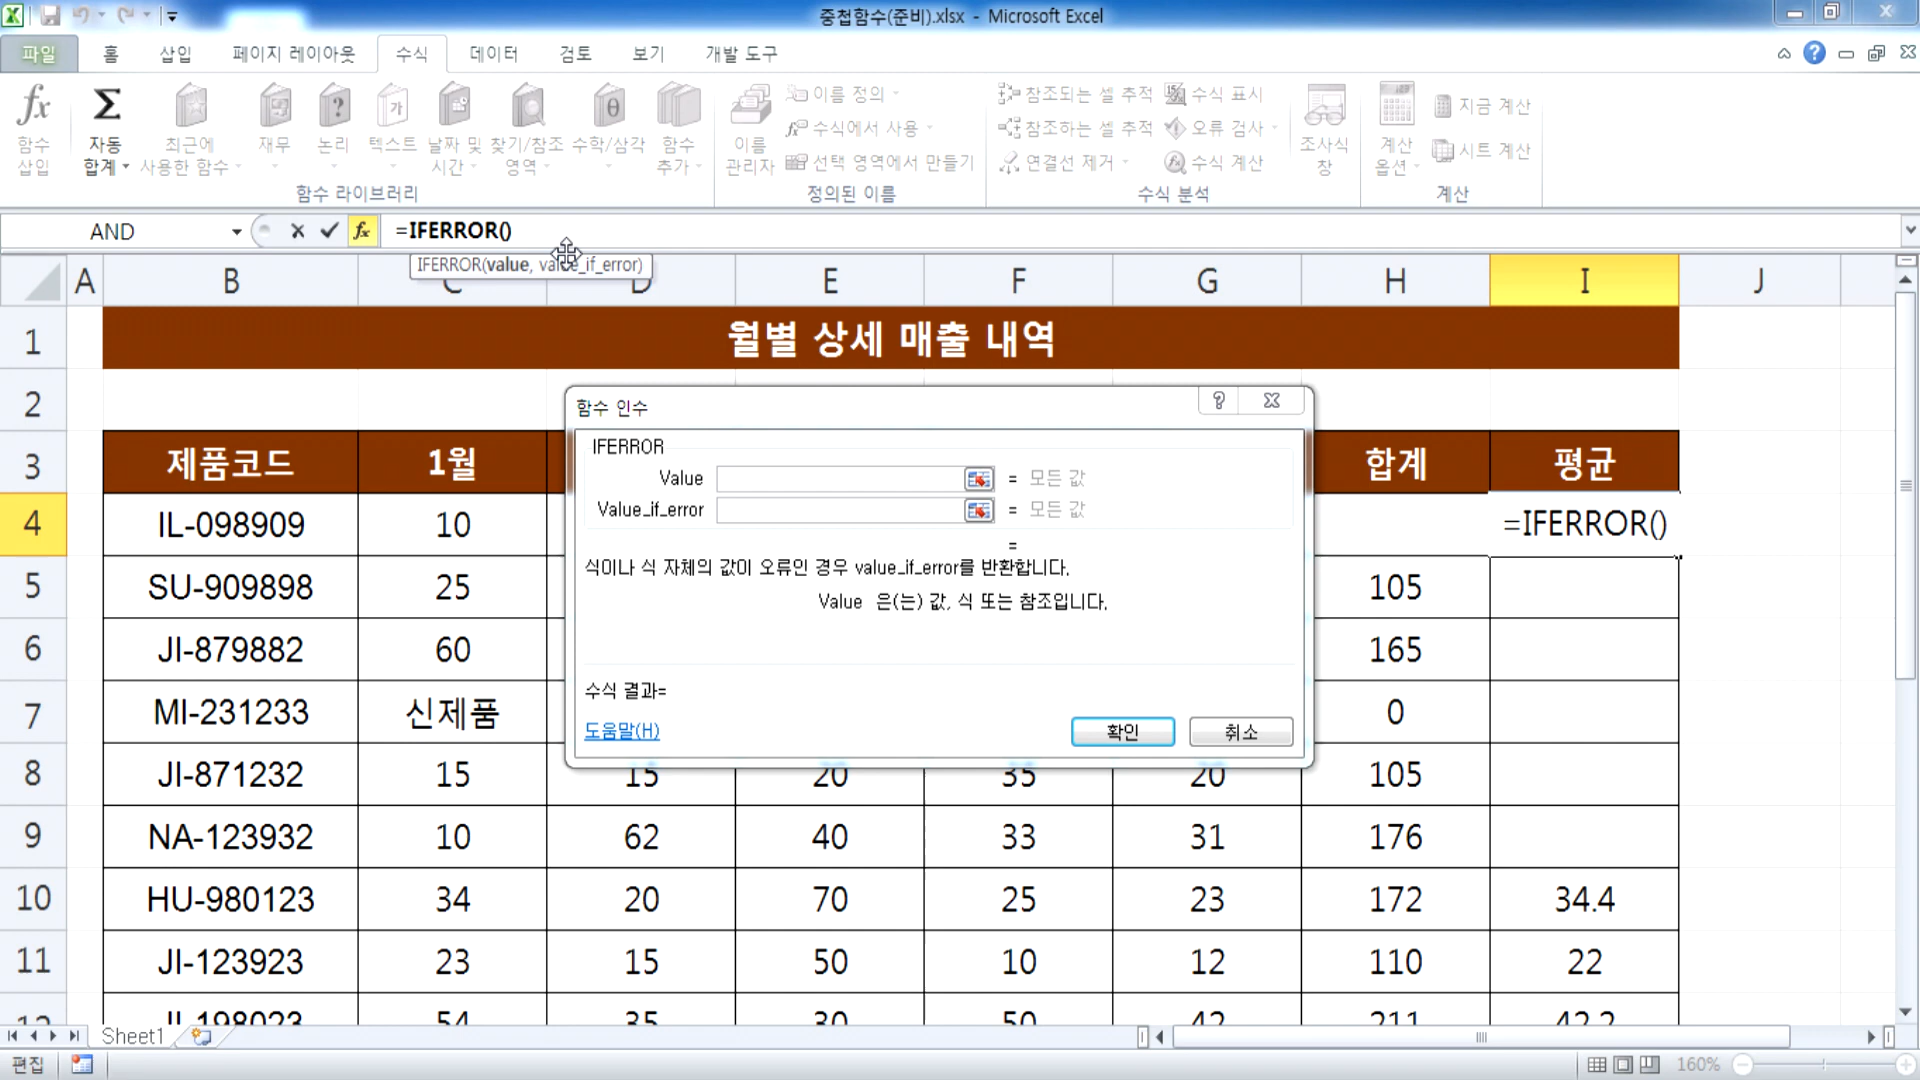 중첩함수(준비).xlsx - Microsoft Excel
파일 홈 삽입 페이지 레이아웃 수식 데이터 검토 보기 개발 도구
함수 삽입
자동 합계
최근에 사용한 함수
재무
논리
텍스트
날짜 및 시간
찾기/참조 영역
수학/삼각
함수 추가
함수 라이브러리
이름 관리자
이름 정의
수식에서 사용
선택 영역에서 만들기
정의된 이름
참조되는 셀 추적
참조하는 셀 추적
연결선 제거
수식 표시
오류 검사
수식 계산
수식 분석
조사식 창
계산 옵션
지금 계산
시트 계산
계산
AND =IFERROR()
IFERROR(value, value_if_error)
A B C D E F G H I J
1 월별 상세 매출 내역
2
3 제품코드 1월 합계 평균
4 IL-098909 10 =IFERROR()
5 SU-909898 25 105
6 JI-879882 60 165
7 MI-231233 신제품 0
8 JI-871232 15 15 20 35 20 105
9 NA-123932 10 62 40 33 31 176
10 HU-980123 34 20 70 25 23 172 34.4
11 JI-123923 23 15 50 10 12 110 22
12 JI-198023 54 35 30 50 42 211 42.2
함수 인수
IFERROR
Value = 모든 값
Value_if_error = 모든 값
=
식이나 식 자체의 값이 오류인 경우 value_if_error를 반환합니다.
Value 은(는) 값, 식 또는 참조입니다.
수식 결과=
도움말(H) 확인 취소
Sheet1
편집 160%